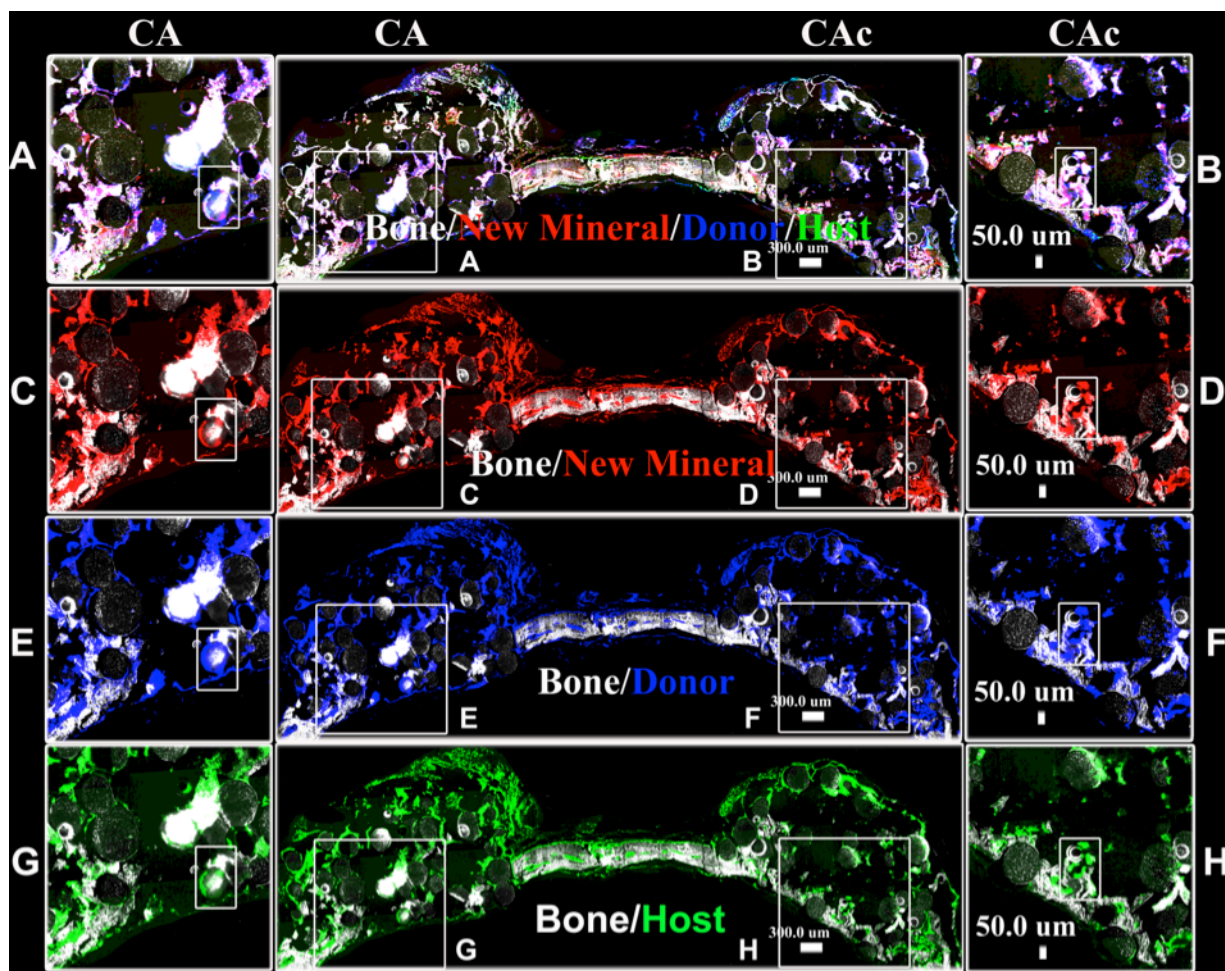 CA CA CAc CAc
A
B
Bone/New Mineral/Donor/Host
A
B
300.0 um
50.0 um
C
D
Bone/New Mineral
C
D
300.0 um
50.0 um
E
F
Bone/Donor
E
F
300.0 um
50.0 um
G
H
Bone/Host
G
H
300.0 um
50.0 um